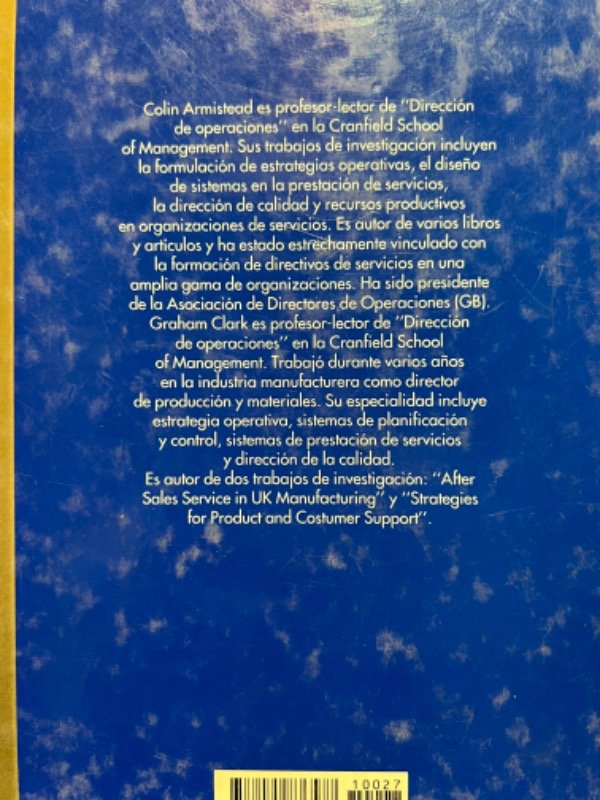 Colin Armistead es profesor-lector de "Dirección
de operaciones" en la Cranfield School
of Management. Sus trabajos de investigación incluyen
la formulación de estrategias operativas, el diseño
de sistemas en la prestación de servicios,
la dirección de calidad y recursos productivos
en organizaciones de servicios. Es autor de varios libros
y artículos y ha estado estrechamente vinculado con
la formación de directivos de servicios en una
amplia gama de organizaciones. Ha sido presidente
de la Asociación de Directores de Operaciones (GB).
Graham Clark es profesor-lector de "Dirección
de operaciones" en la Cranfield School
of Management. Trabajó durante varios años
en la industria manufacturera como director
de producción y materiales. Su especialidad incluye
estrategia operativa, sistemas de planificación
y control, sistemas de prestación de servicios
y dirección de la calidad.
Es autor de dos trabajos de investigación: "After
Sales Service in UK Manufacturing" y "Strategies
for Product and Costumer Support".
10027